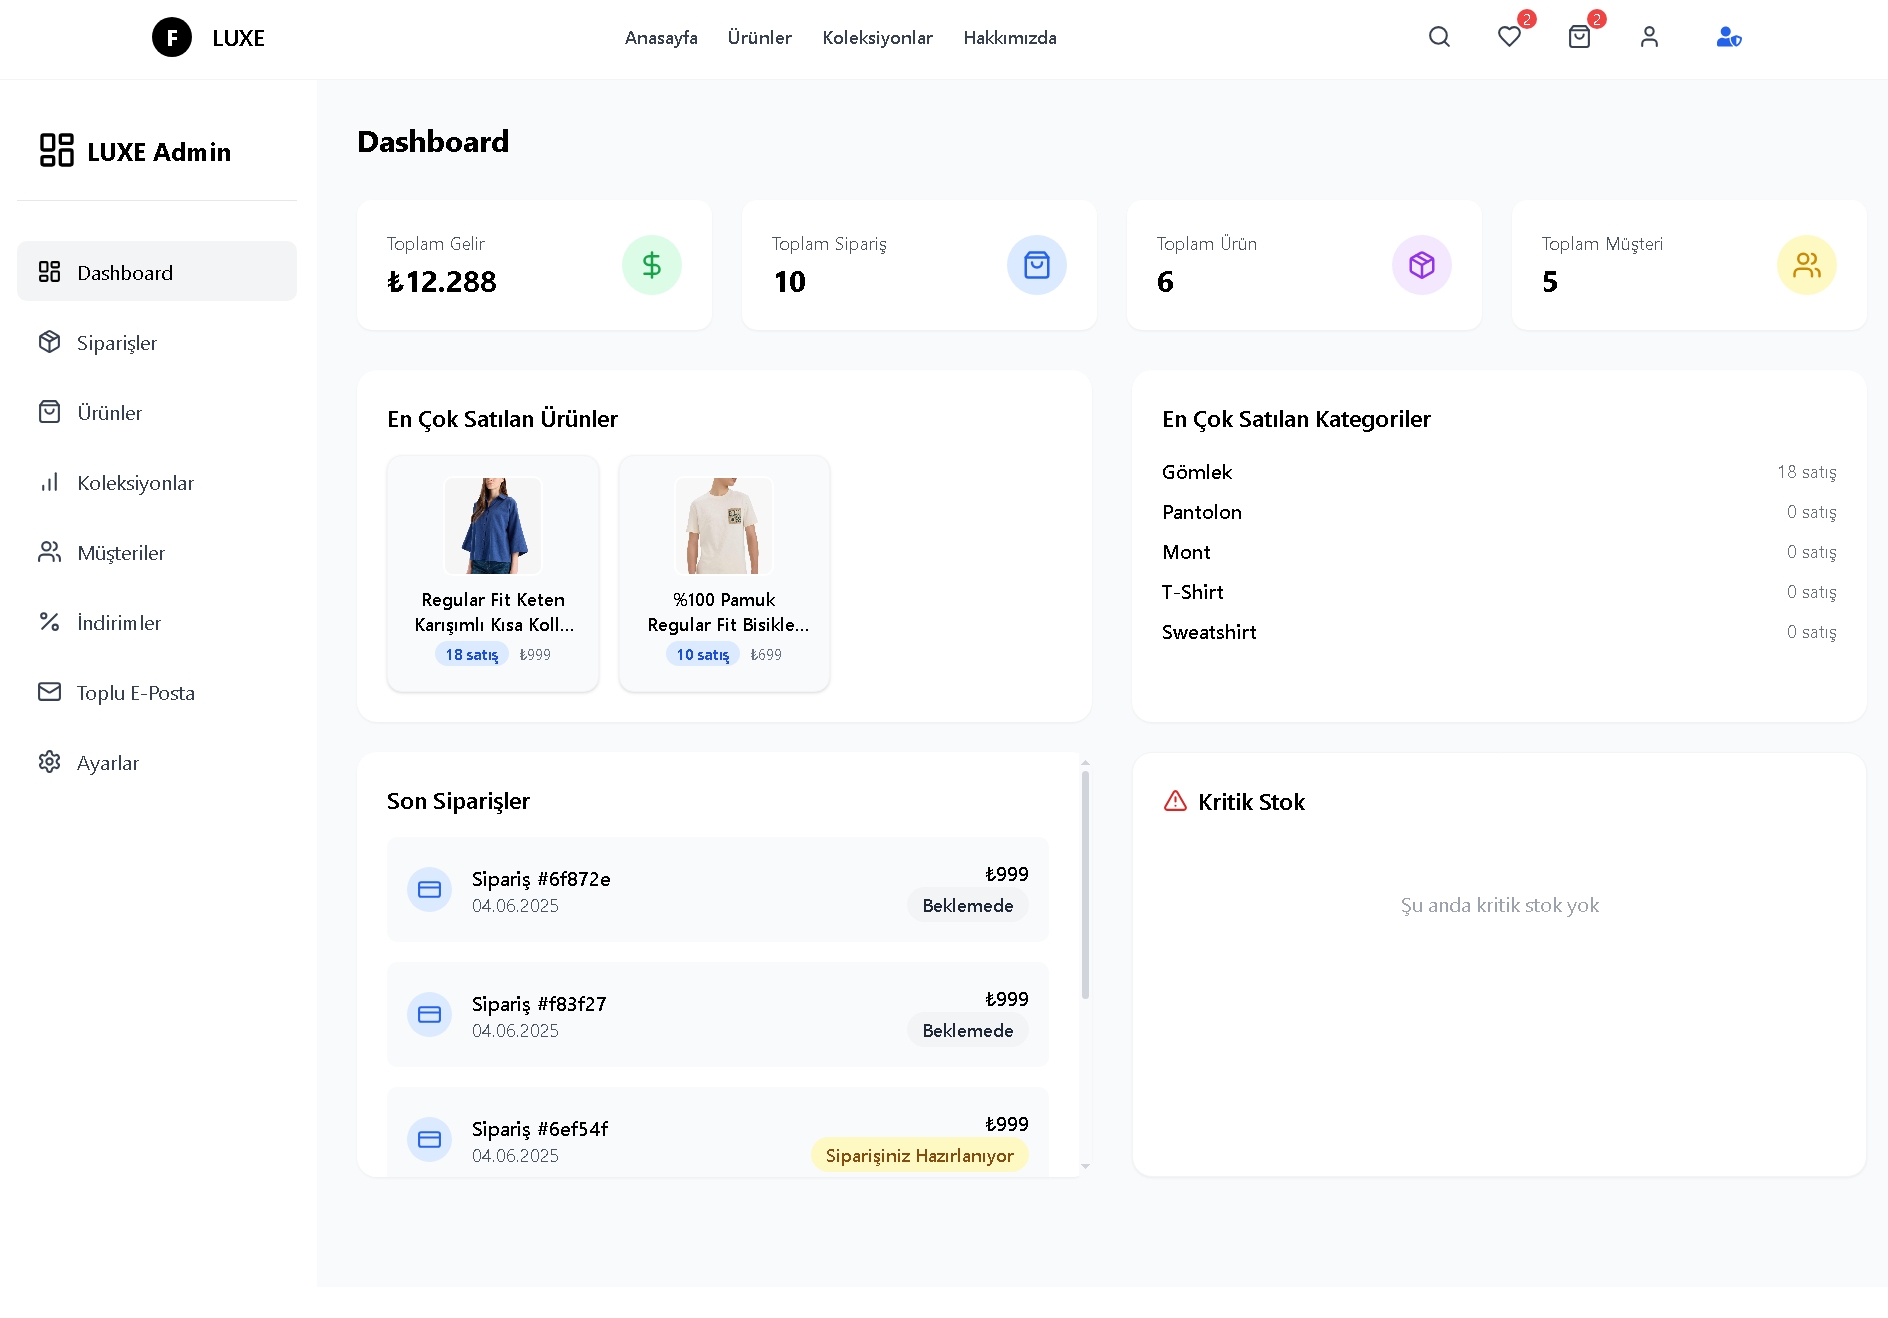 F LUXE
Anasayfa Ürünler Koleksiyonlar Hakkımızda
2 2
LUXE Admin
Dashboard
Siparişler
Ürünler
Koleksiyonlar
Müşteriler
İndirimler
Toplu E-Posta
Ayarlar
Dashboard
Toplam Gelir
₺12.288
Toplam Sipariş
10
Toplam Ürün
6
Toplam Müşteri
5
En Çok Satılan Ürünler
Regular Fit Keten
Karışımlı Kısa Koll...
18 satış ₺999
%100 Pamuk
Regular Fit Bisikle...
10 satış ₺699
En Çok Satılan Kategoriler
Gömlek 18 satış
Pantolon 0 satış
Mont 0 satış
T-Shirt 0 satış
Sweatshirt 0 satış
Son Siparişler
Sipariş #6f872e
04.06.2025
₺999
Beklemede
Sipariş #f83f27
04.06.2025
₺999
Beklemede
Sipariş #6ef54f
04.06.2025
₺999
Siparişiniz Hazırlanıyor
Kritik Stok
Şu anda kritik stok yok